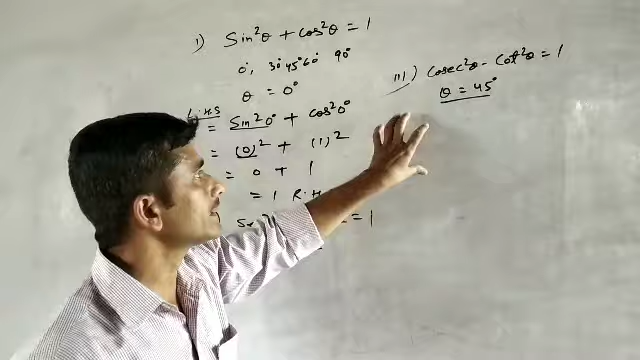 i) Sin²θ + cos²θ = 1
0°, 30° 45° 60° 90°
θ = 0°
L.H.S
= Sin²0° + cos²0°
= (0)² + (1)²
= 0 + 1
= 1 R.H
= 1
iii) cosec²θ - cot²θ = 1
θ = 45°